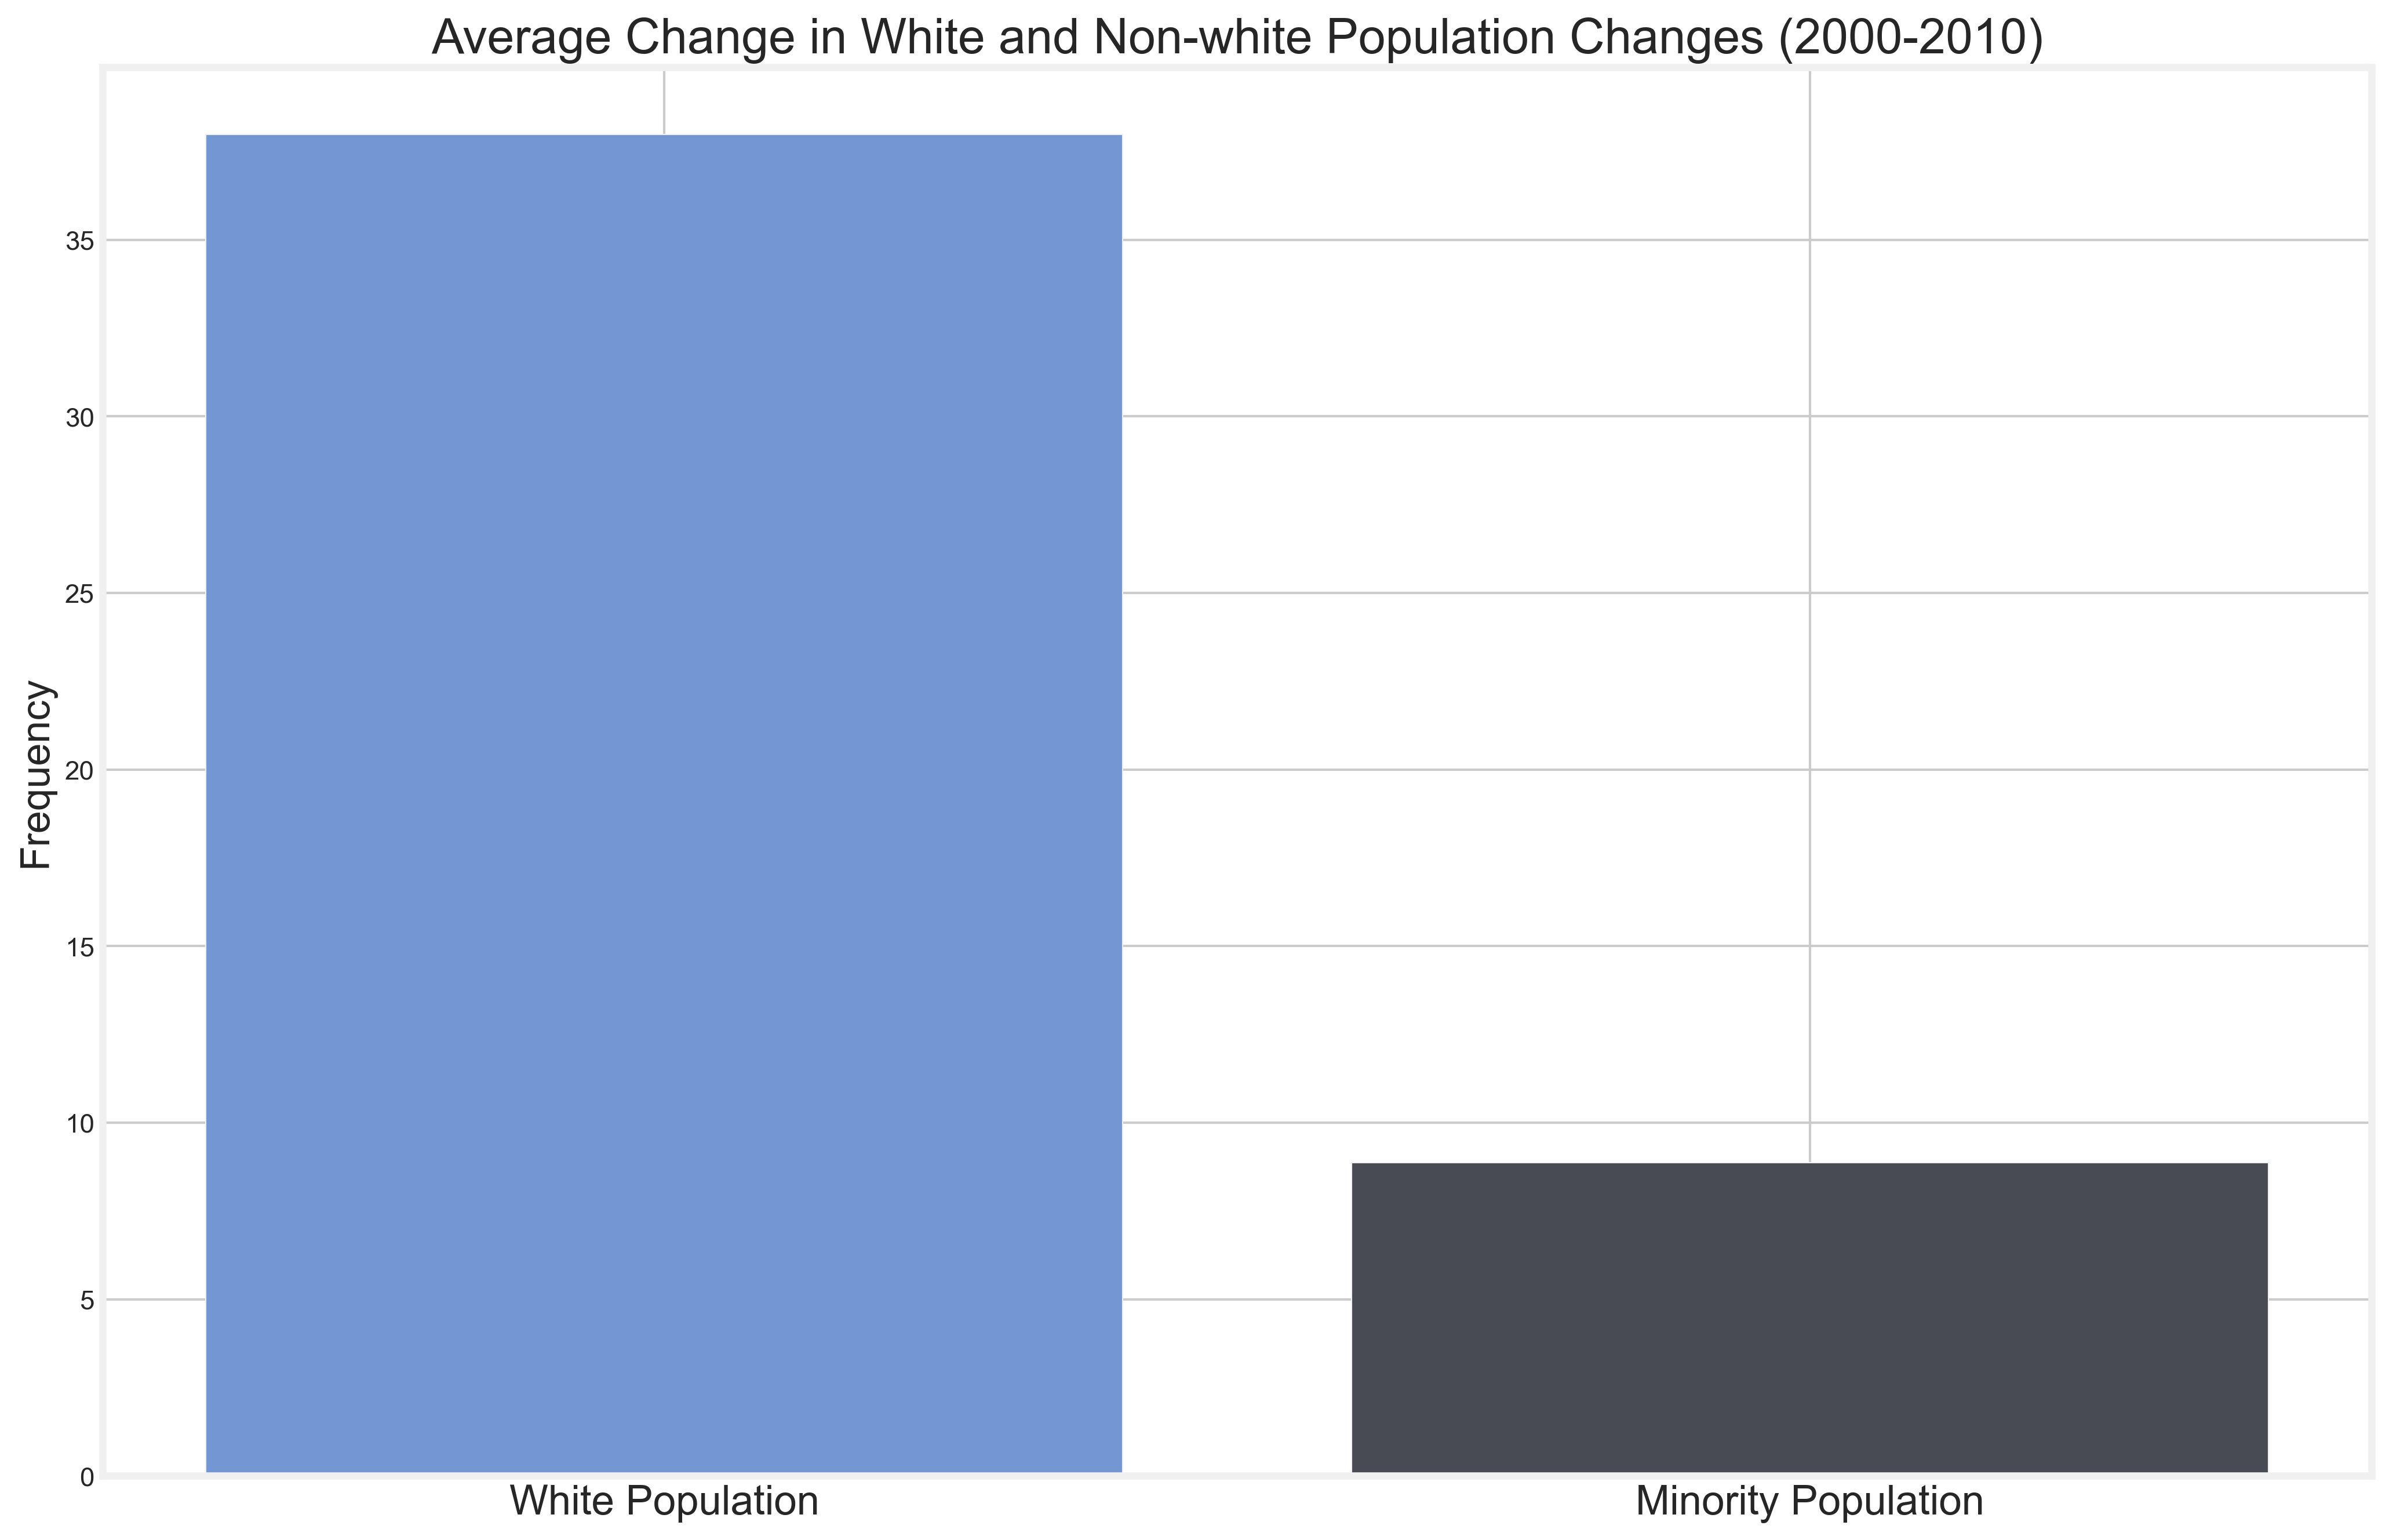 Average Change in White and Non-white Population Changes (2000-2010)
Frequency
35
30
25
20
15
10
5
0
White Population
Minority Population